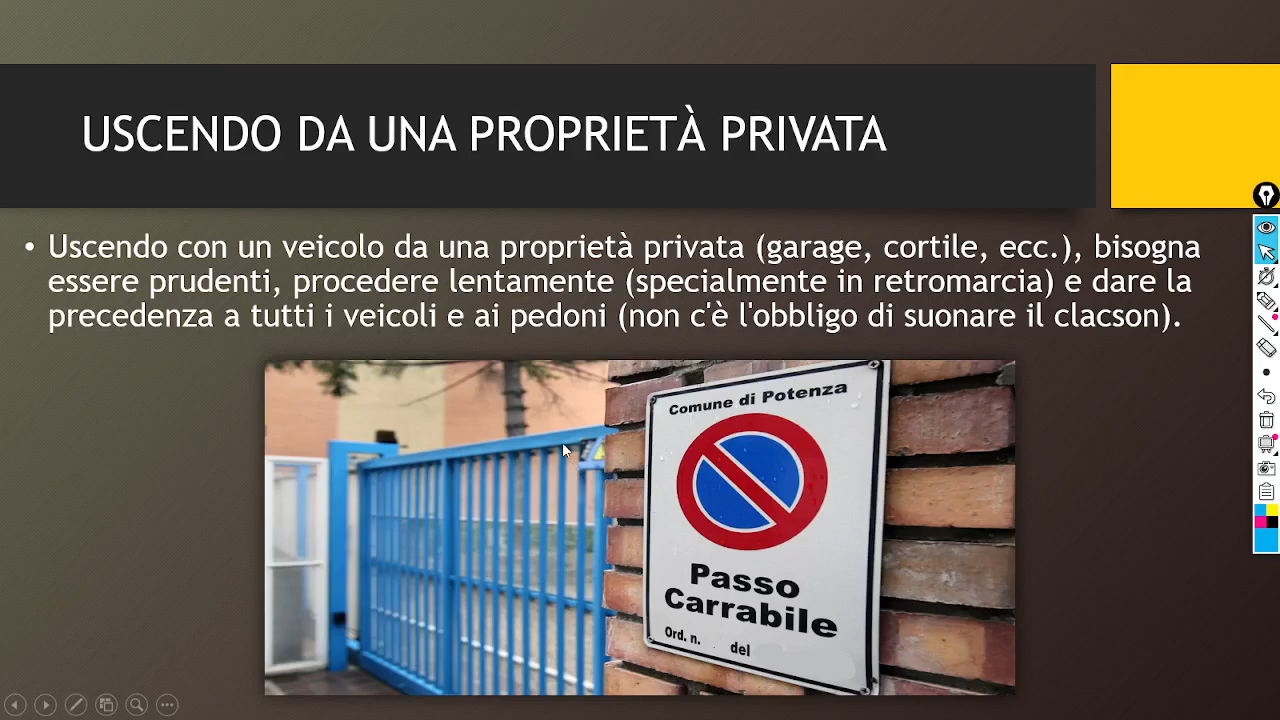 USCENDO DA UNA PROPRIETÀ PRIVATA
• Uscendo con un veicolo da una proprietà privata (garage, cortile, ecc.), bisogna
essere prudenti, procedere lentamente (specialmente in retromarcia) e dare la
precedenza a tutti i veicoli e ai pedoni (non c'è l'obbligo di suonare il clacson).
Comune di Potenza
Passo
Carrabile
Ord. n. del